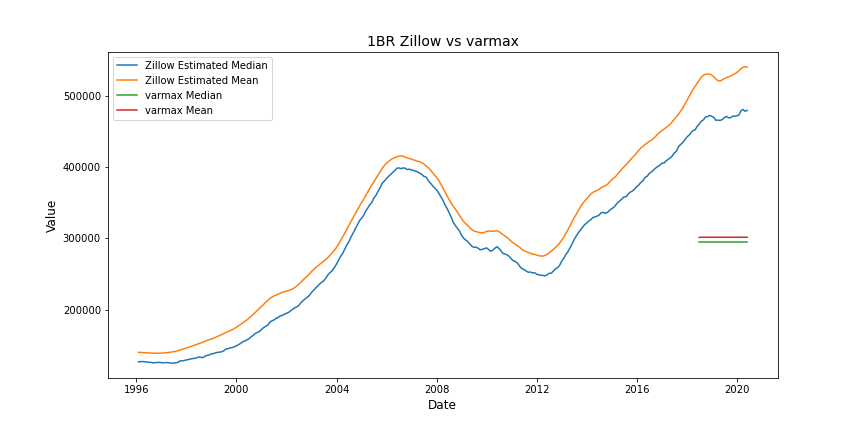 1BR Zillow vs varmax
Zillow Estimated Median
Zillow Estimated Mean
varmax Median
varmax Mean
500000
400000
300000
200000
Value
1996 2000 2004 2008 2012 2016 2020
Date